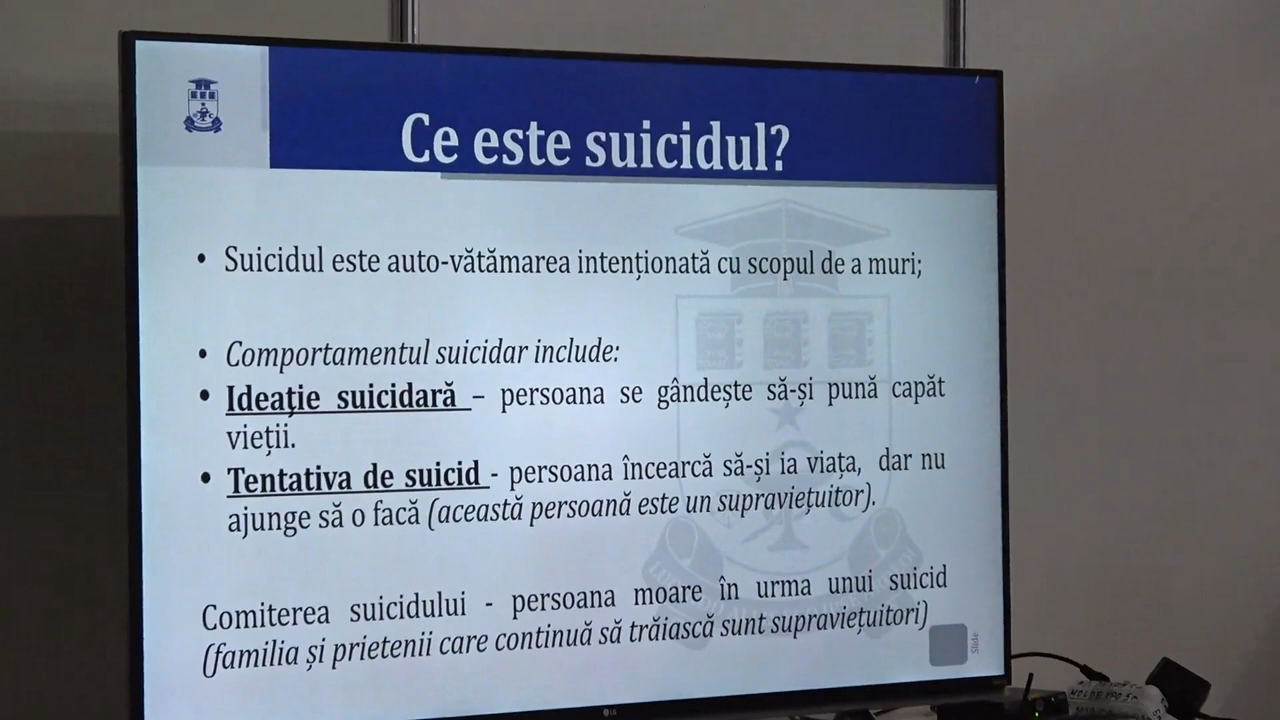 Ce este suicidul?
• Suicidul este auto-vătămarea intenționată cu scopul de a muri;
• Comportamentul suicidar include:
• Ideaţie suicidară – persoana se gândește să-și pună capăt
vieții.
• Tentativa de suicid - persoana încearcă să-și ia viața, dar nu
ajunge să o facă (această persoană este un supraviețuitor).
Comiterea suicidului - persoana moare în urma unui suicid
(familia și prietenii care continuă să trăiască sunt supraviețuitori)
Slide
LG